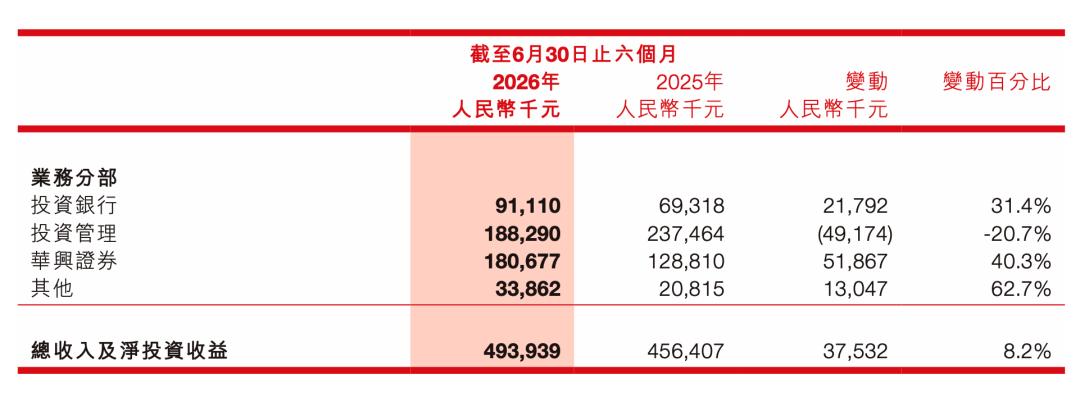 截至6月30日止六個月
2026年 2025年 變動 變動百分比
人民幣千元 人民幣千元 人民幣千元
業務分部
投資銀行 91,110 69,318 21,792 31.4%
投資管理 188,290 237,464 (49,174) -20.7%
華興證券 180,677 128,810 51,867 40.3%
其他 33,862 20,815 13,047 62.7%
總收入及淨投資收益 493,939 456,407 37,532 8.2%